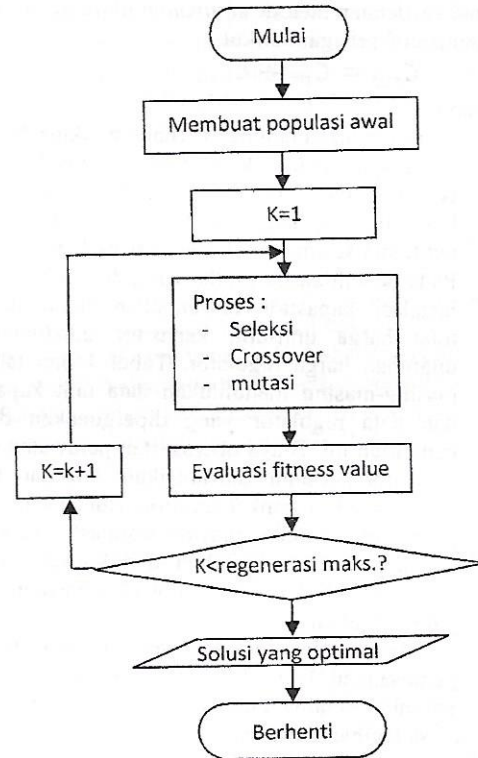 Mulai
Membuat populasi awal
K=1
Proses :
- Seleksi
- Crossover
- mutasi
K=k+1
Evaluasi fitness value
K<regenerasi maks.?
Solusi yang optimal
Berhenti